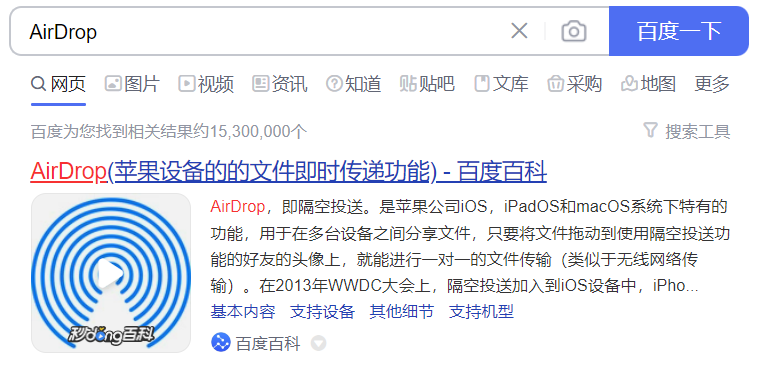 AirDrop
百度一下
网页 图片 视频 资讯 知道 贴贴吧 文库 采购 地图 更多
百度为您找到相关结果约15,300,000个 搜索工具
AirDrop(苹果设备的的文件即时传递功能) - 百度百科
AirDrop，即隔空投送。是苹果公司iOS，iPadOS和macOS系统下特有的
功能，用于在多台设备之间分享文件，只要将文件拖动到使用隔空投送功
能的好友的头像上，就能进行一对一的文件传输（类似于无线网络传
输）。在2013年WWDC大会上，隔空投送加入到iOS设备中，iPho...
秒dong百科
基本内容 支持设备 其他细节 支持机型
百度百科